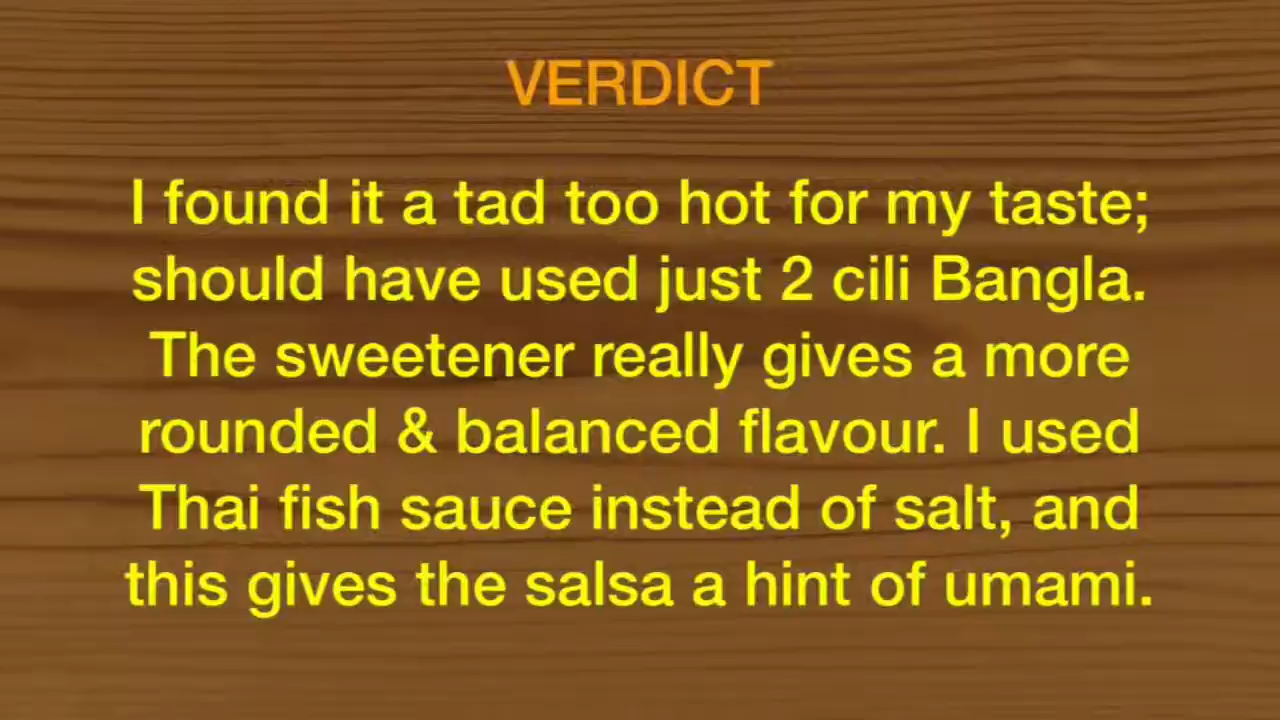 VERDICT
I found it a tad too hot for my taste;
should have used just 2 cili Bangla.
The sweetener really gives a more
rounded & balanced flavour. I used
Thai fish sauce instead of salt, and
this gives the salsa a hint of umami.